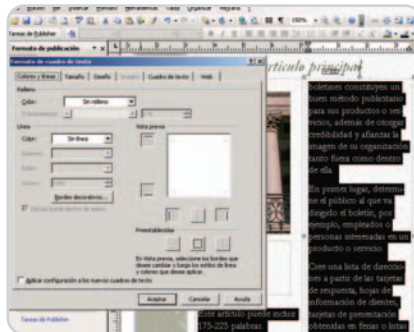 Tareas de Publisher
Formato de publicación
artículo principal
Formato de cuadro de texto
Colores y líneas Tamaño Diseño Imagen Cuadro de texto Web
Relleno
Color: Sin relleno
Transparencia:
Línea
Color: Sin línea
Vista previa
Bordes decorativos...
Preestablecidas
En Vista previa, seleccione los bordes que
desee cambiar y luego los estilos de línea
y colores que desee aplicar.
Aplicar configuración a los nuevos cuadros de texto
Aceptar Cancelar Ayuda
Tareas de Publisher
boletines constituyen un
buen método publicitario
para sus productos o ser-
vicios, además de otorgar
credibilidad y afianzar la
imagen de su organización
tanto fuera como dentro
de ella.
En primer lugar, determi-
ne el público al que va
dirigido el boletín, por
ejemplo, empleados o
personas interesadas en un
producto o servicio.
Cree una lista de direccio-
nes a partir de las tarjetas
de respuesta, hojas de
información de clientes,
tarjetas de presentación
obtenidas en ferias o lista
Este artículo puede incluir
175-225 palabras